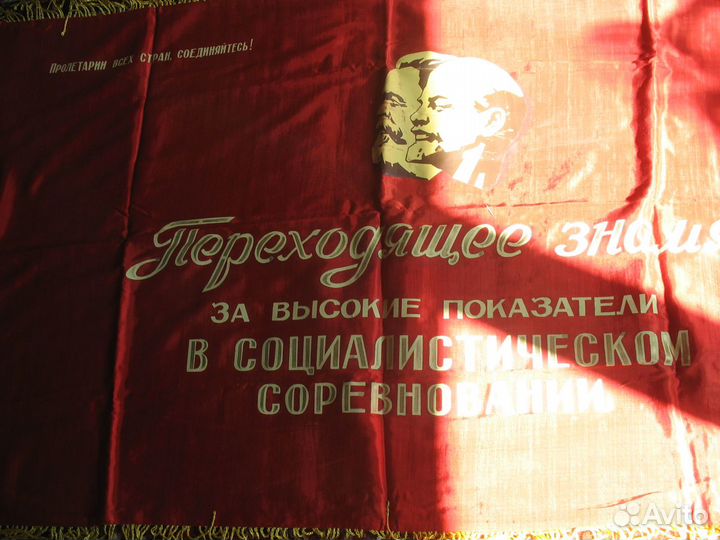 Пролетарии всех стран, соединяйтесь!
Переходящее знамя
за высокие показатели
в социалистическом
соревновании.
Avito